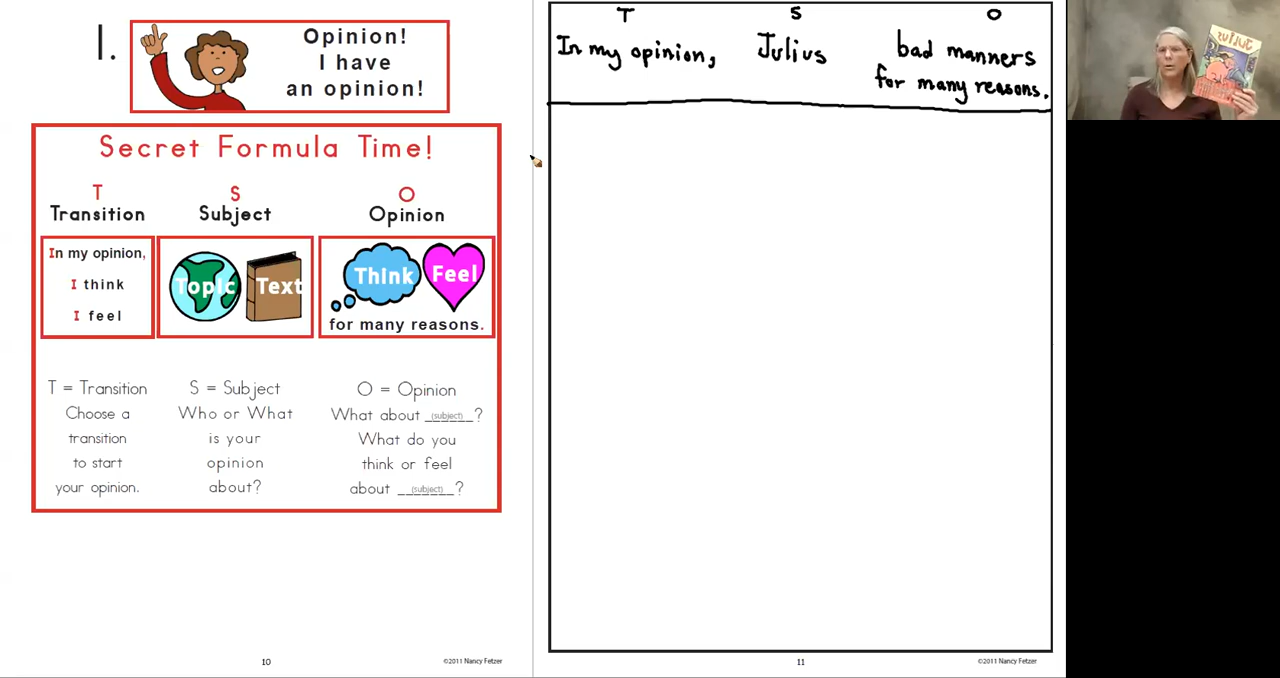 1.
Opinion!
I have
an opinion!
Secret Formula Time!
T S O
Transition Subject Opinion
In my opinion,
I think
I feel
Topic Text
Think Feel
for many reasons.
T = Transition
Choose a
transition
to start
your opinion.
S = Subject
Who or What
is your
opinion
about?
O = Opinion
What about (subject)?
What do you
think or feel
about (subject)?
10
©2011 Nancy Fetzer
T S O
In my opinion, Julius bad manners
for many reasons.
11
©2011 Nancy Fetzer
Julius